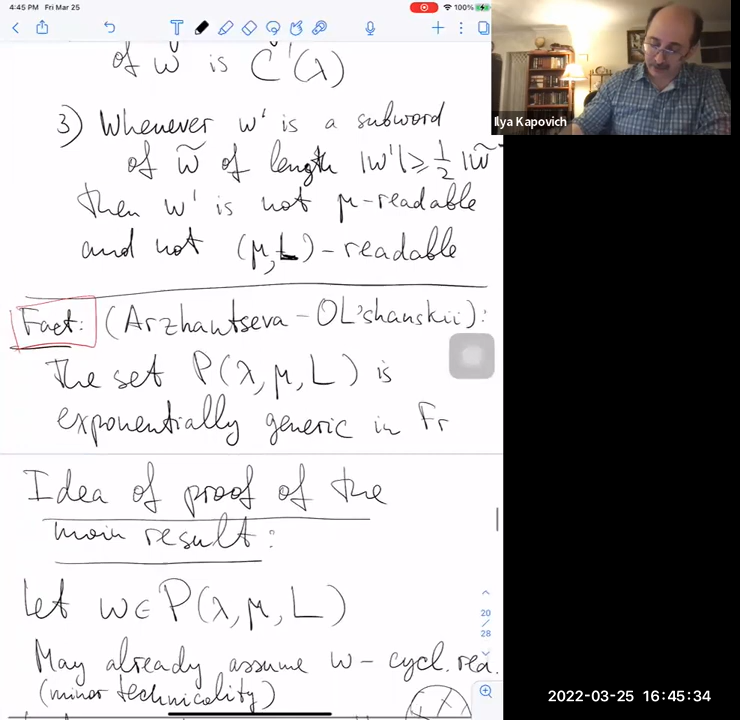 4:45 PM Fri Mar 25
100%
of w̃ is C'(λ)
3) Whenever w' is a subword
of w̃ of length |w'| ≥ 1/2 |w̃
then w' is not μ-readable
and not (μ,L)-readable
Fact: (Arzhantseva - OL'shanskii):
The set P(λ, μ, L) is
exponentially generic in Fr
Idea of proof of the
main result:
Let w ∈ P(λ, μ, L)
May already assume w - cycl. red.
(minor technicality)
20
/
28
Ilya Kapovich
2022-03-25 16:45:34